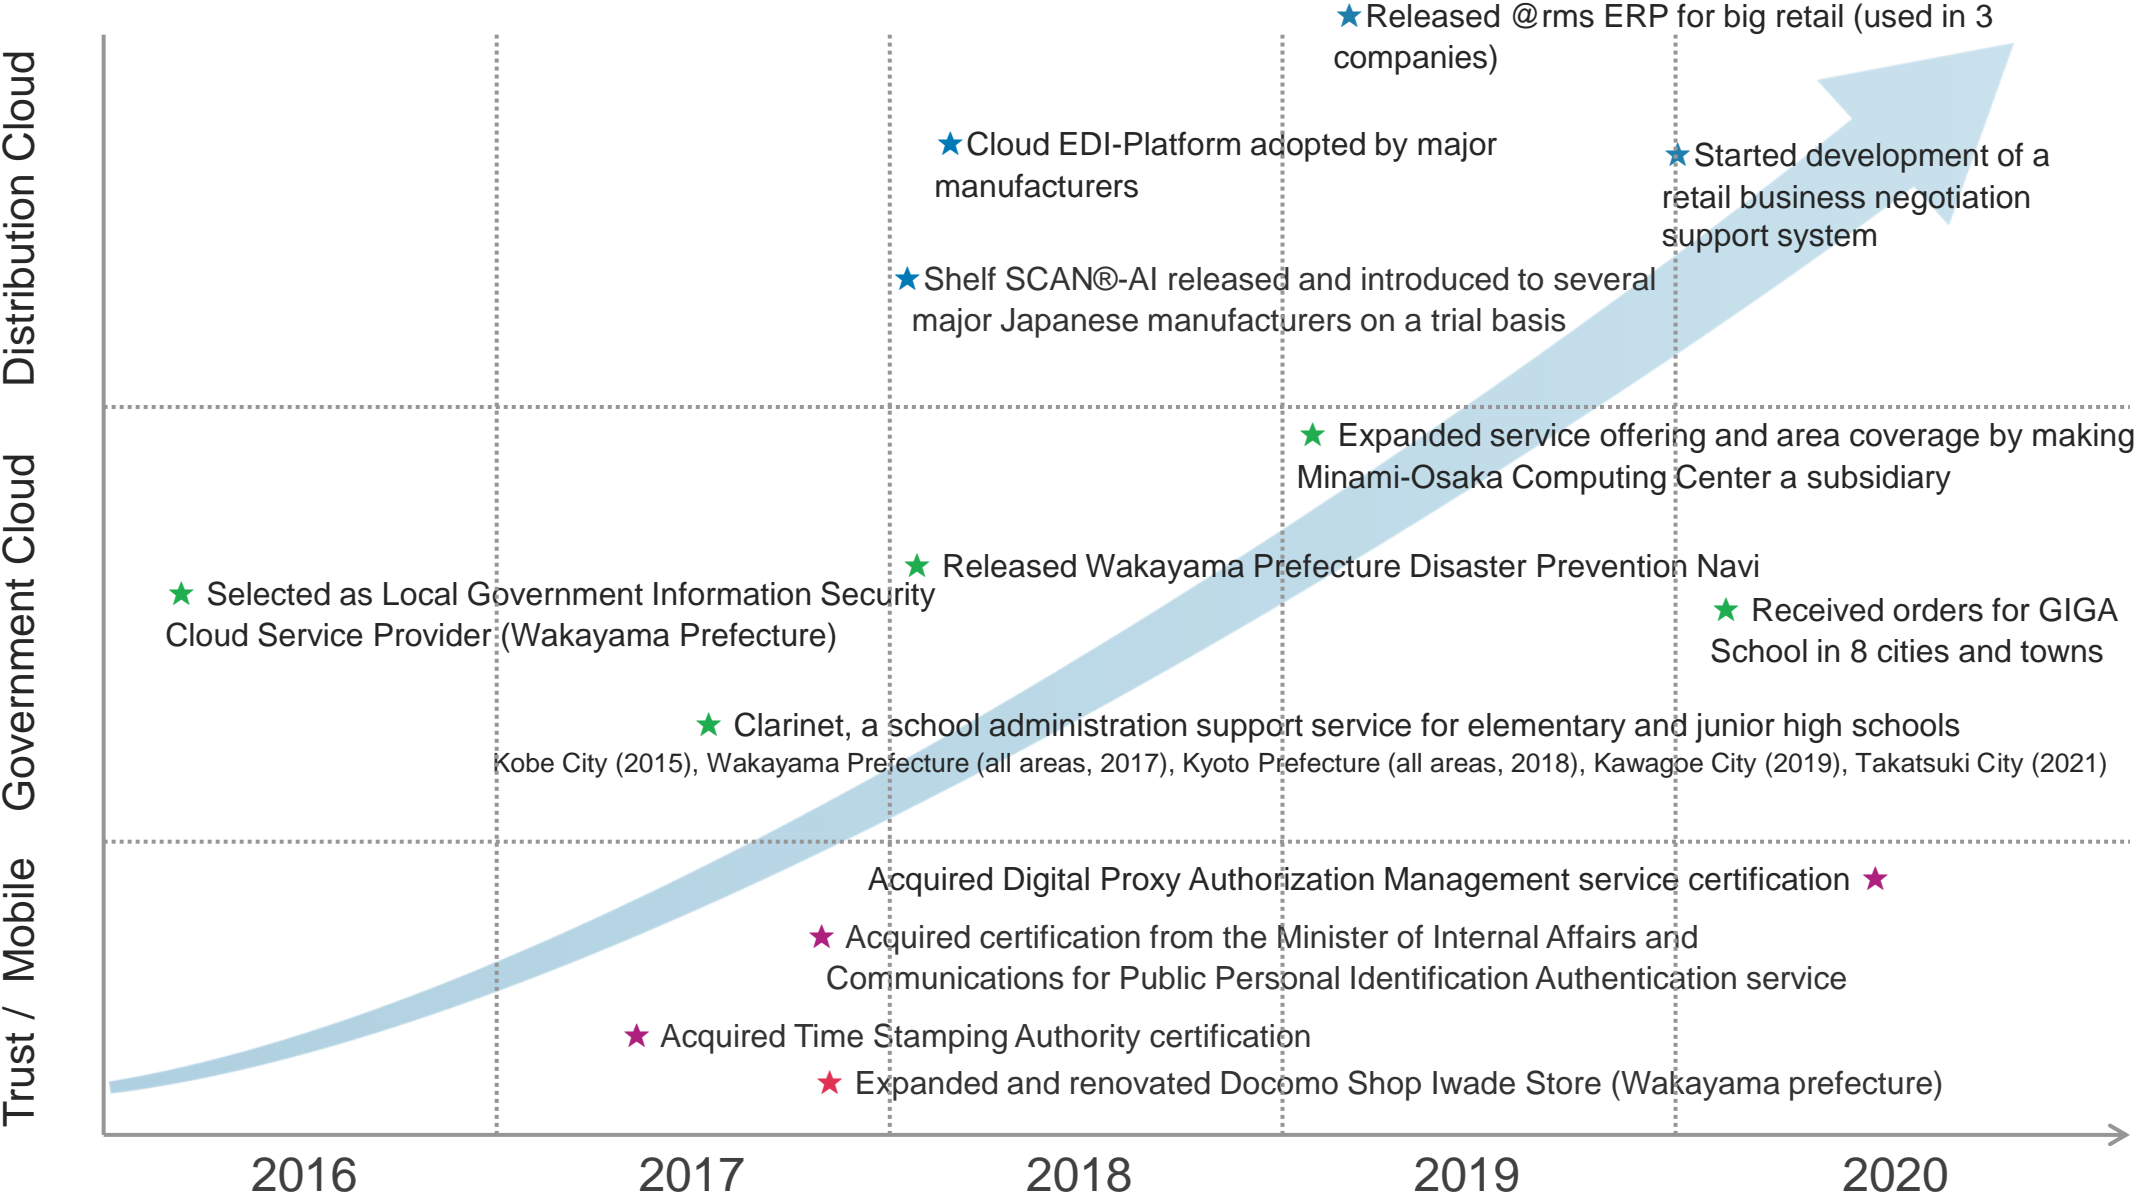 ★Released @rms ERP for big retail (used in 3
companies)
Distribution Cloud
★Cloud EDI-Platform adopted by major
manufacturers
★Started development of a
retail business negotiation
support system
★Shelf SCAN®-AI released and introduced to several
major Japanese manufacturers on a trial basis
Government Cloud
★ Expanded service offering and area coverage by making
Minami-Osaka Computing Center a subsidiary
★ Released Wakayama Prefecture Disaster Prevention Navi
★ Selected as Local Government Information Security
Cloud Service Provider (Wakayama Prefecture)
★ Received orders for GIGA
School in 8 cities and towns
★ Clarinet, a school administration support service for elementary and junior high schools
Kobe City (2015), Wakayama Prefecture (all areas, 2017), Kyoto Prefecture (all areas, 2018), Kawagoe City (2019), Takatsuki City (2021)
Trust / Mobile
Acquired Digital Proxy Authorization Management service certification ★
★ Acquired certification from the Minister of Internal Affairs and
Communications for Public Personal Identification Authentication service
★ Acquired Time Stamping Authority certification
★ Expanded and renovated Docomo Shop Iwade Store (Wakayama prefecture)
2016 2017 2018 2019 2020